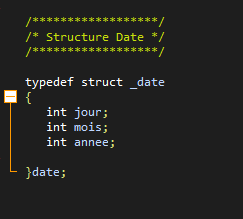 /******************/
/* Structure Date */
/******************/
typedef struct _date
{
int jour;
int mois;
int annee;
}date;